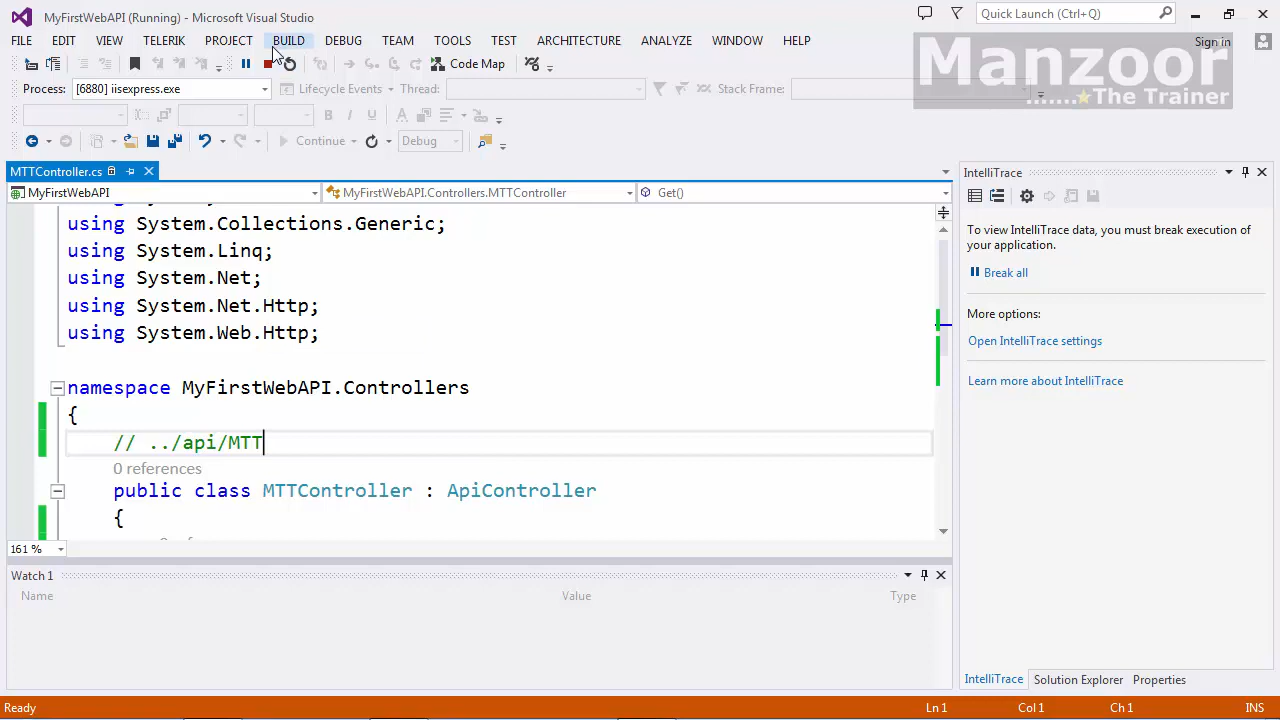 MyFirstWebAPI (Running) - Microsoft Visual Studio
Quick Launch (Ctrl+Q)
FILE EDIT VIEW TELERIK PROJECT BUILD DEBUG TEAM TOOLS TEST ARCHITECTURE ANALYZE WINDOW HELP
Sign in
Manzoor
.......The Trainer
Code Map
Process: [6880] iisexpress.exe Lifecycle Events Thread: Stack Frame:
B I U A
Continue Debug
MTTController.cs
MyFirstWebAPI MyFirstWebAPI.Controllers.MTTController Get()
using System.Collections.Generic;
using System.Linq;
using System.Net;
using System.Net.Http;
using System.Web.Http;
namespace MyFirstWebAPI.Controllers
{
// ../api/MTT
0 references
public class MTTController : ApiController
{
161 %
IntelliTrace
To view IntelliTrace data, you must break execution of
your application.
Break all
More options:
Open IntelliTrace settings
Learn more about IntelliTrace
Watch 1
Name Value Type
IntelliTrace Solution Explorer Properties
Ready Ln 1 Col 1 Ch 1 INS